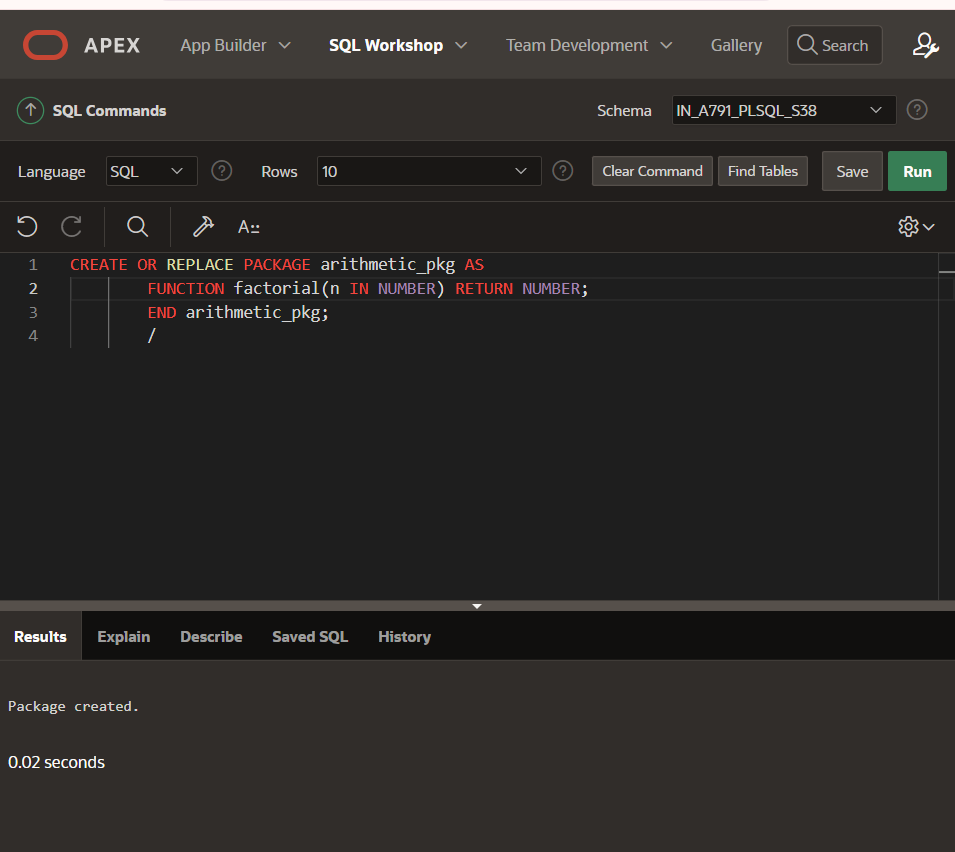 APEX App Builder SQL Workshop Team Development Gallery Search
SQL Commands Schema IN_A791_PLSQL_S38 ?
Language SQL ? Rows 10 ? Clear Command Find Tables Save Run
A
1 CREATE OR REPLACE PACKAGE arithmetic_pkg AS
2 FUNCTION factorial(n IN NUMBER) RETURN NUMBER;
3 END arithmetic_pkg;
4 /
Results Explain Describe Saved SQL History
Package created.
0.02 seconds